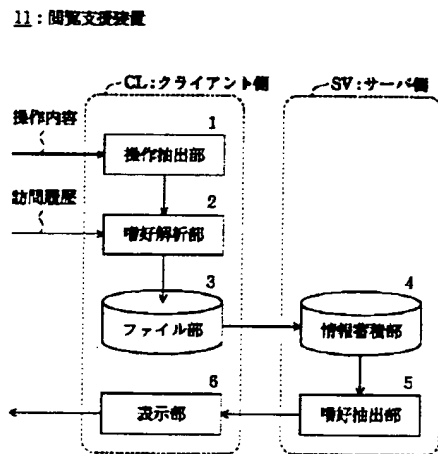 11：閲覧支援装置
CL：クライアント側
SV：サーバ側
操作内容
1
操作抽出部
訪問履歴
2
嗜好解析部
3
ファイル部
4
情報蓄積部
6
表示部
5
嗜好抽出部